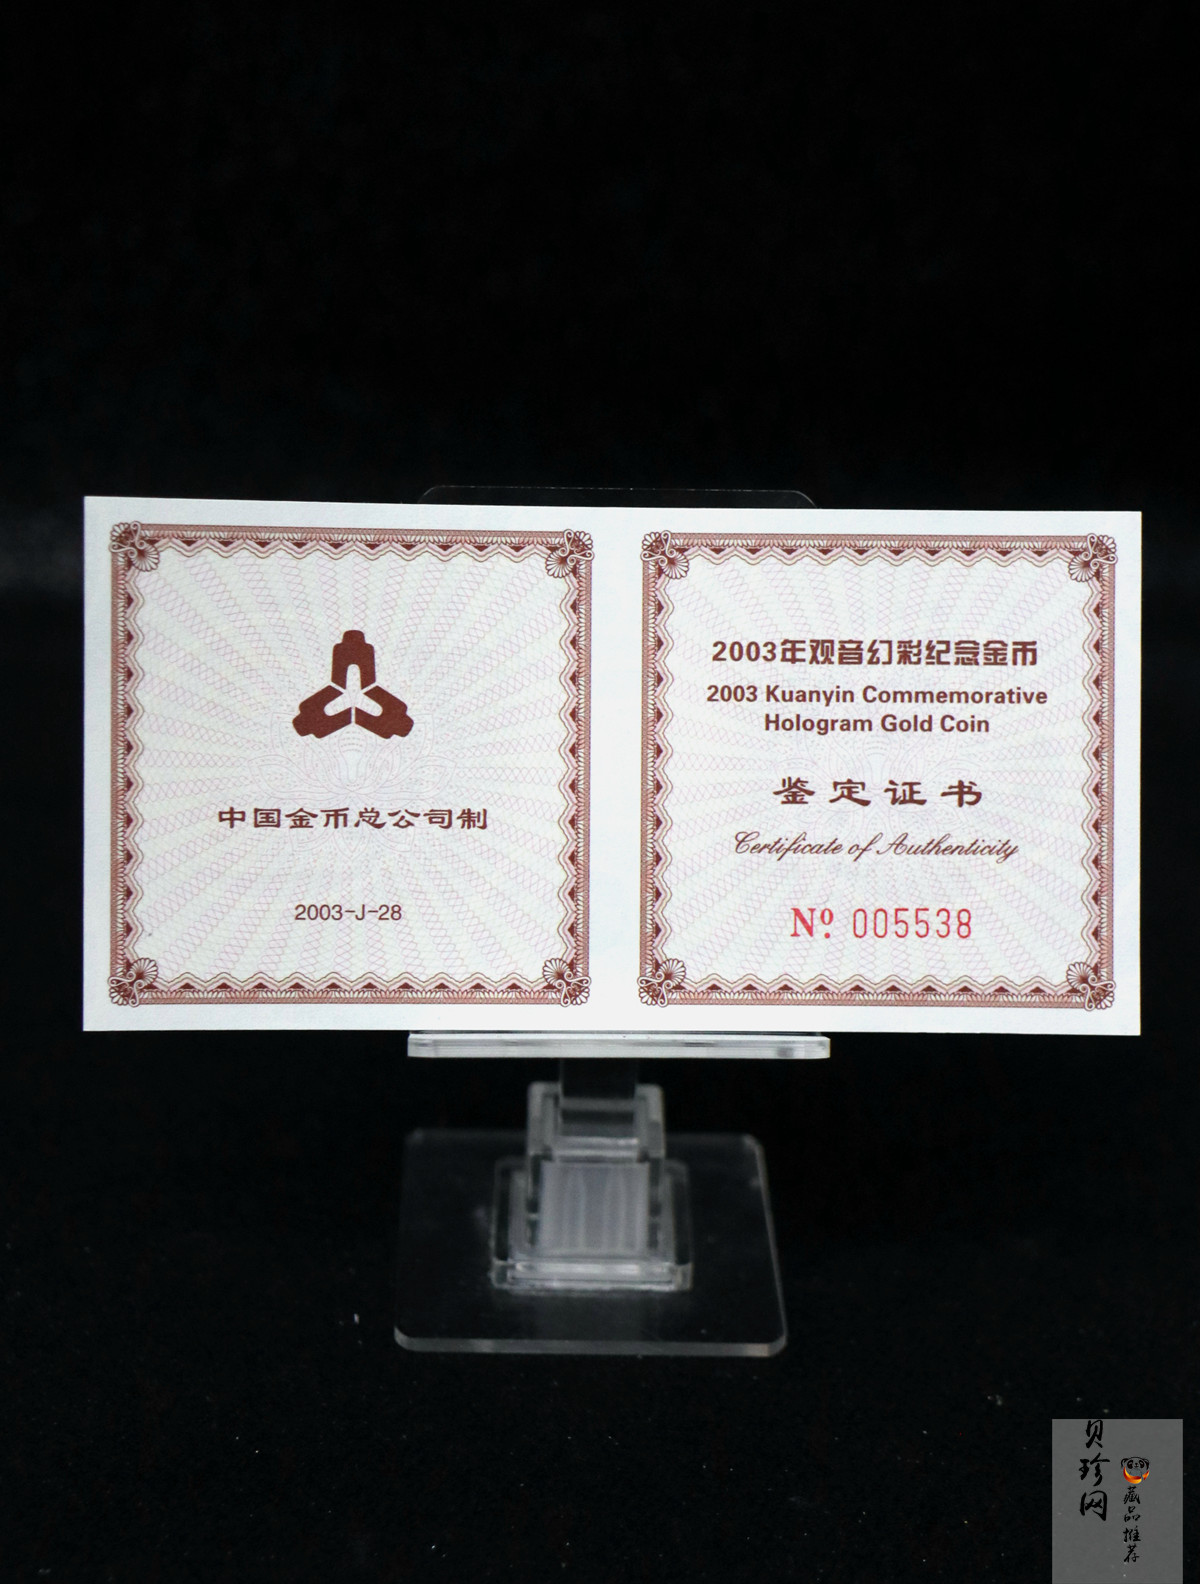 中国金币总公司制
2003-J-28
2003年观音幻彩纪念金币
2003 Kuanyin Commemorative
Hologram Gold Coin
鉴定证书
Certificate of Authenticity
Nº 005538
贝珍网
藏品推荐